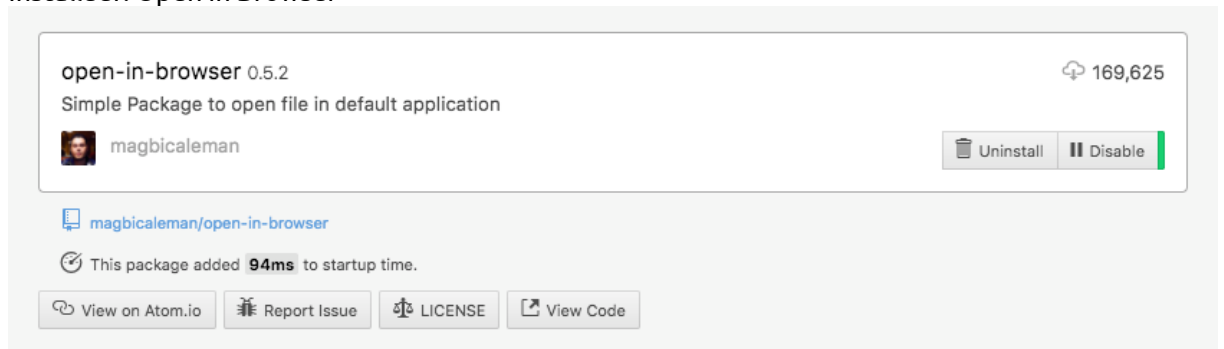 open-in-browser 0.5.2
169,625
Simple Package to open file in default application
magbicaleman
Uninstall
Disable
magbicaleman/open-in-browser
This package added 94ms to startup time.
View on Atom.io
Report Issue
LICENSE
View Code